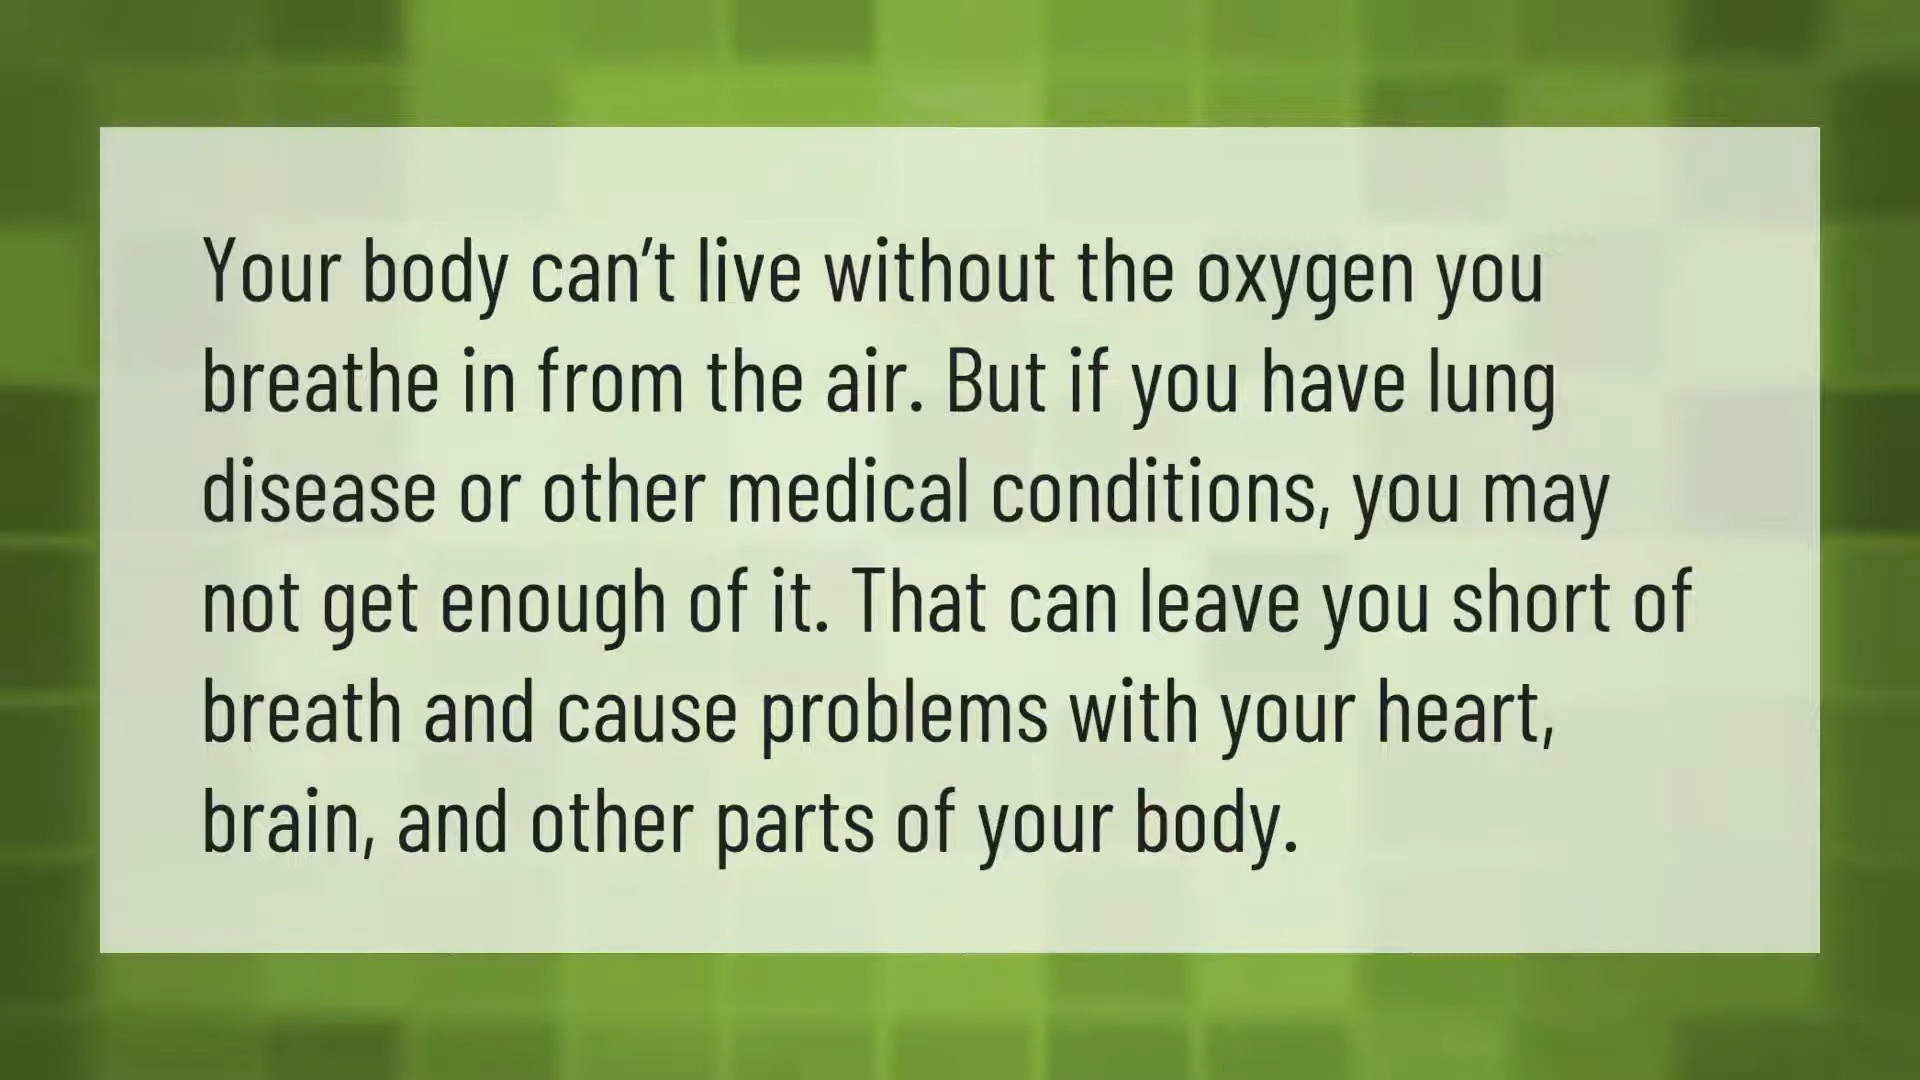 Your body can’t live without the oxygen you
breathe in from the air. But if you have lung
disease or other medical conditions, you may
not get enough of it. That can leave you short of
breath and cause problems with your heart,
brain, and other parts of your body.